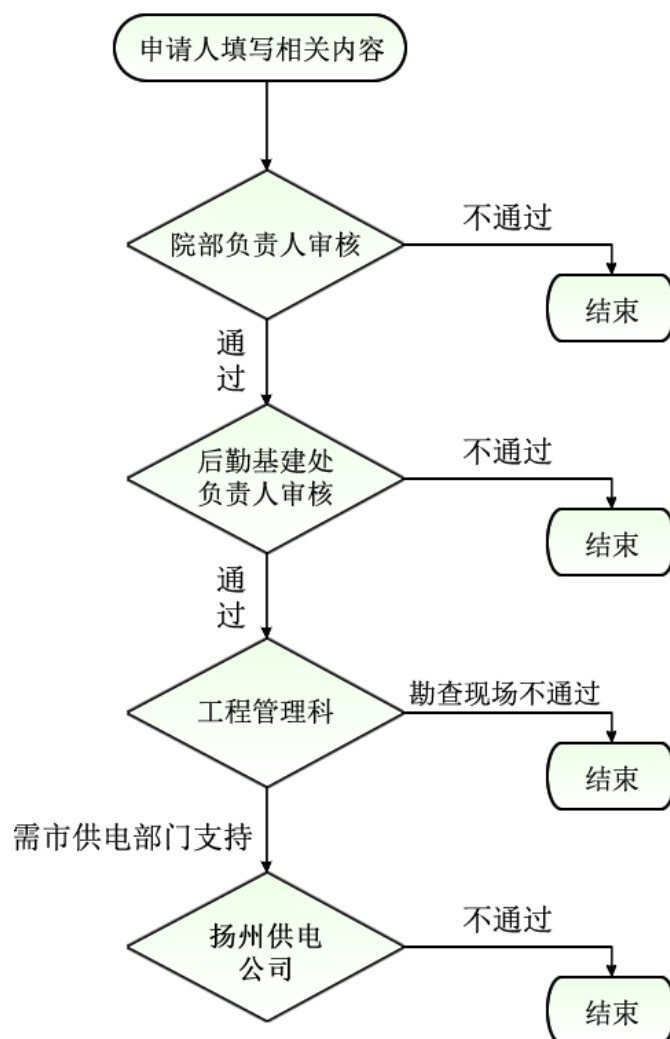 申请人填写相关内容
院部负责人审核
不通过
结束
通
过
后勤基建处
负责人审核
不通过
结束
通
过
工程管理科
勘查现场不通过
结束
需市供电部门支持
扬州供电
公司
不通过
结束